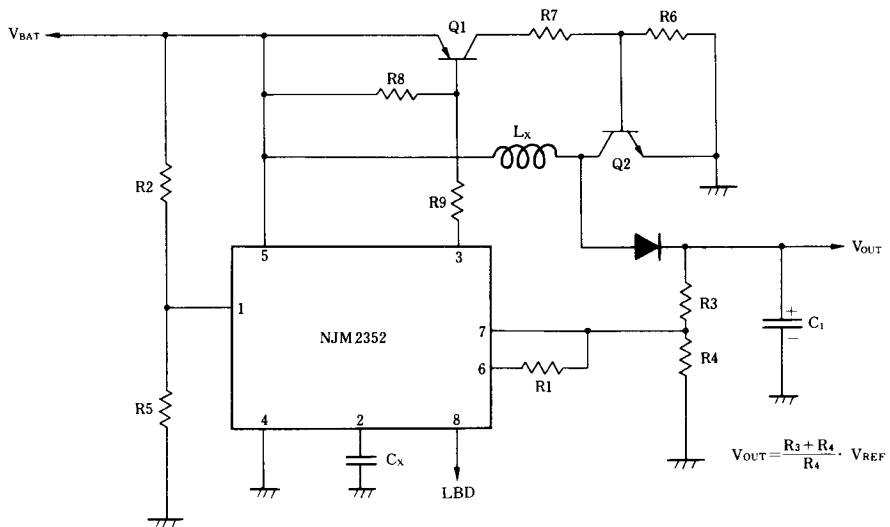 Q1
R7
R6
VBAT
R8
LX
Q2
R2
R9
5
3
VOUT
1
R3
NJM2352
7
C1
+
−
6
R1
R4
R5
4
2
8
CX
LBD
VOUT=R3+R4/R4 · VREF